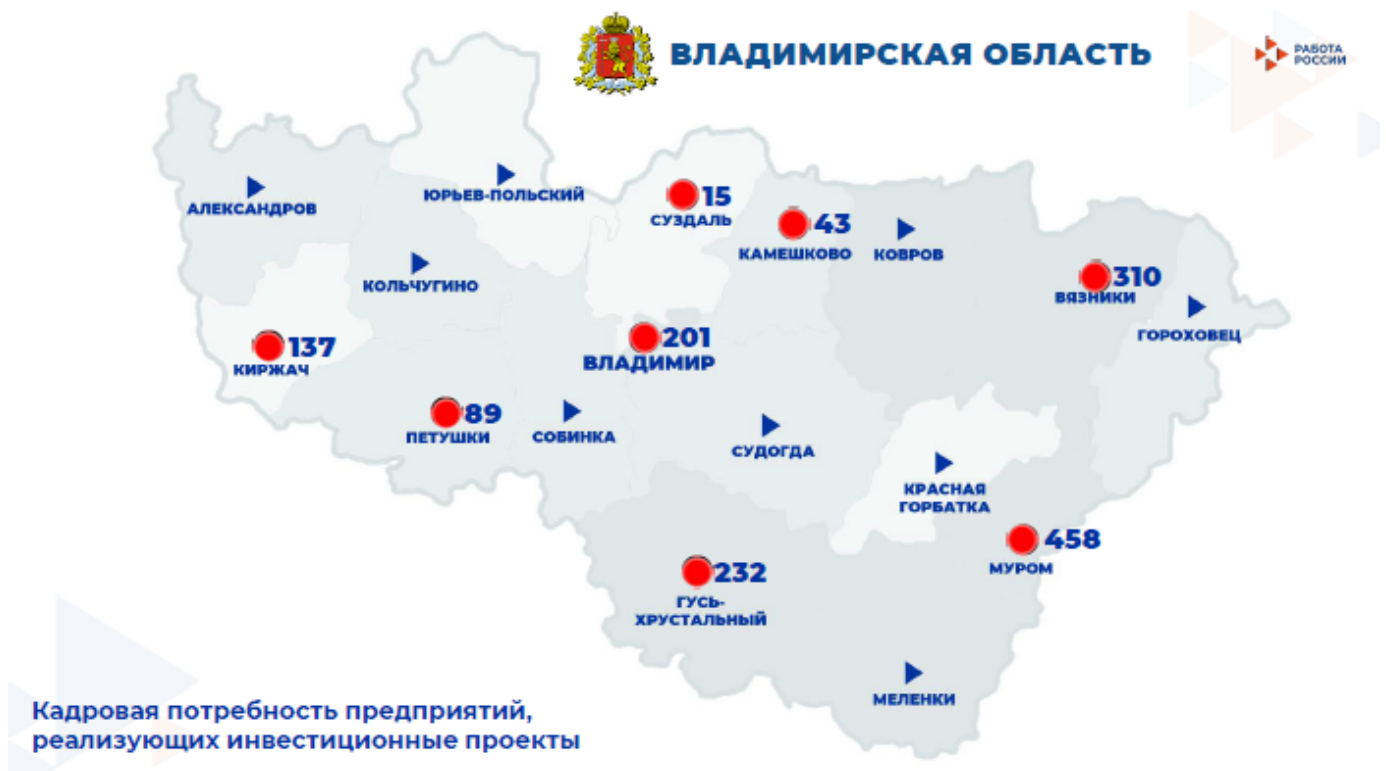 ВЛАДИМИРСКАЯ ОБЛАСТЬ
РАБОТА
РОССИИ
АЛЕКСАНДРОВ
ЮРЬЕВ-ПОЛЬСКИЙ
15
СУЗДАЛЬ
43
КАМЕШКОВО
КОВРОВ
310
ВЯЗНИКИ
КОЛЬЧУГИНО
ГОРОХОВЕЦ
137
КИРЖАЧ
201
ВЛАДИМИР
89
ПЕТУШКИ
СОБИНКА
СУДОГДА
КРАСНАЯ
ГОРБАТКА
458
МУРОМ
232
ГУСЬ-
ХРУСТАЛЬНЫЙ
МЕЛЕНКИ
Кадровая потребность предприятий,
реализующих инвестиционные проекты